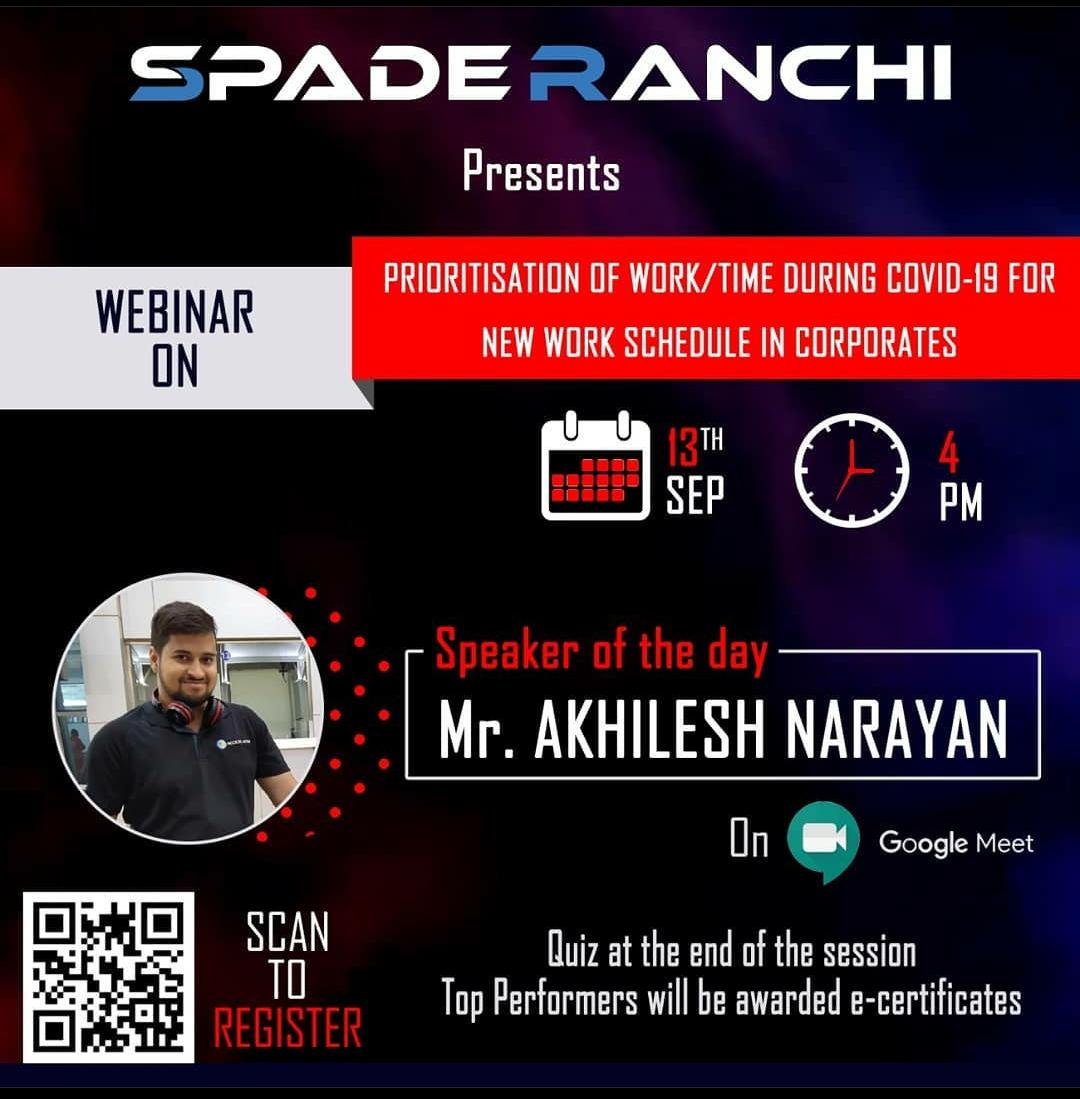 SPADE RANCHI
Presents
WEBINAR
ON
PRIORITISATION OF WORK/TIME DURING COVID-19 FOR
NEW WORK SCHEDULE IN CORPORATES
13TH
SEP
4
PM
Speaker of the day
Mr. AKHILESH NARAYAN
On Google Meet
SCAN
TO
REGISTER
Quiz at the end of the session
Top Performers will be awarded e-certificates